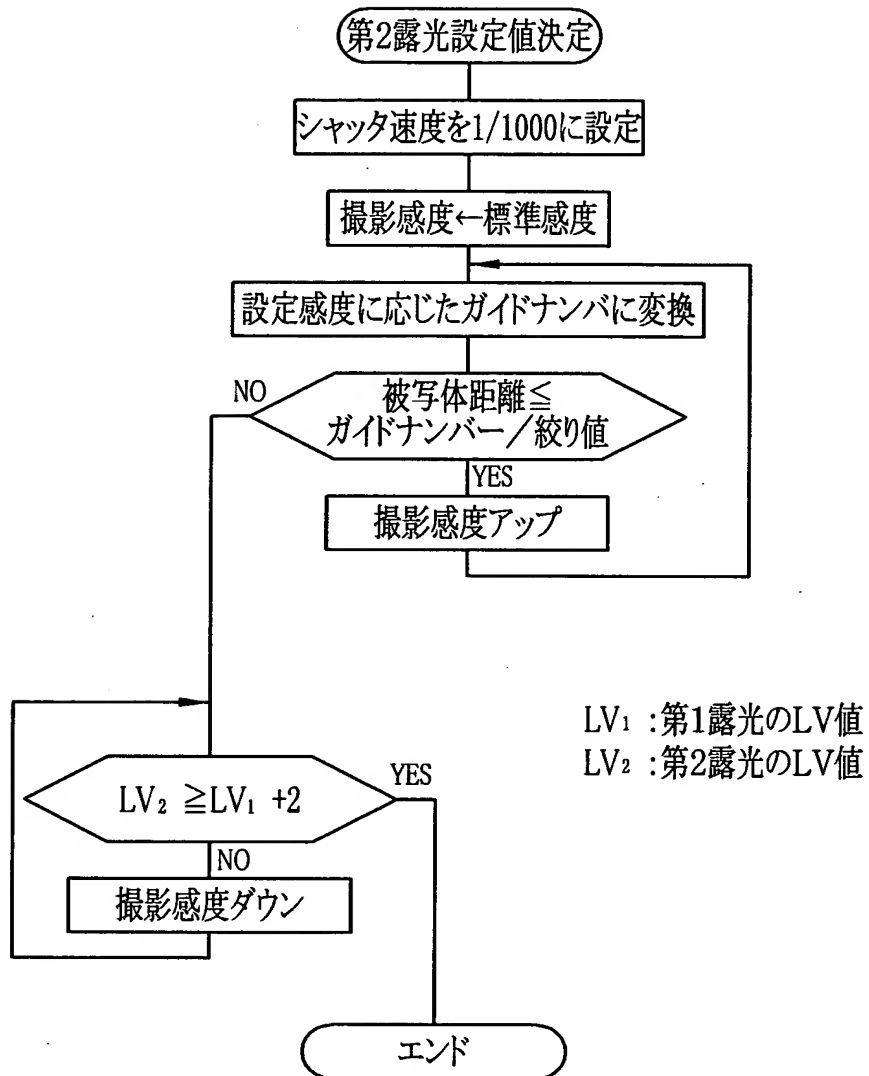 第2露光設定値決定
シャッタ速度を1/1000に設定
撮影感度←標準感度
設定感度に応じたガイドナンバに変換
NO
被写体距離≦
ガイドナンバー/絞り値
YES
撮影感度アップ
LV₁ :第1露光のLV値
LV₂ :第2露光のLV値
LV₂ ≧LV₁ +2
YES
NO
撮影感度ダウン
エンド